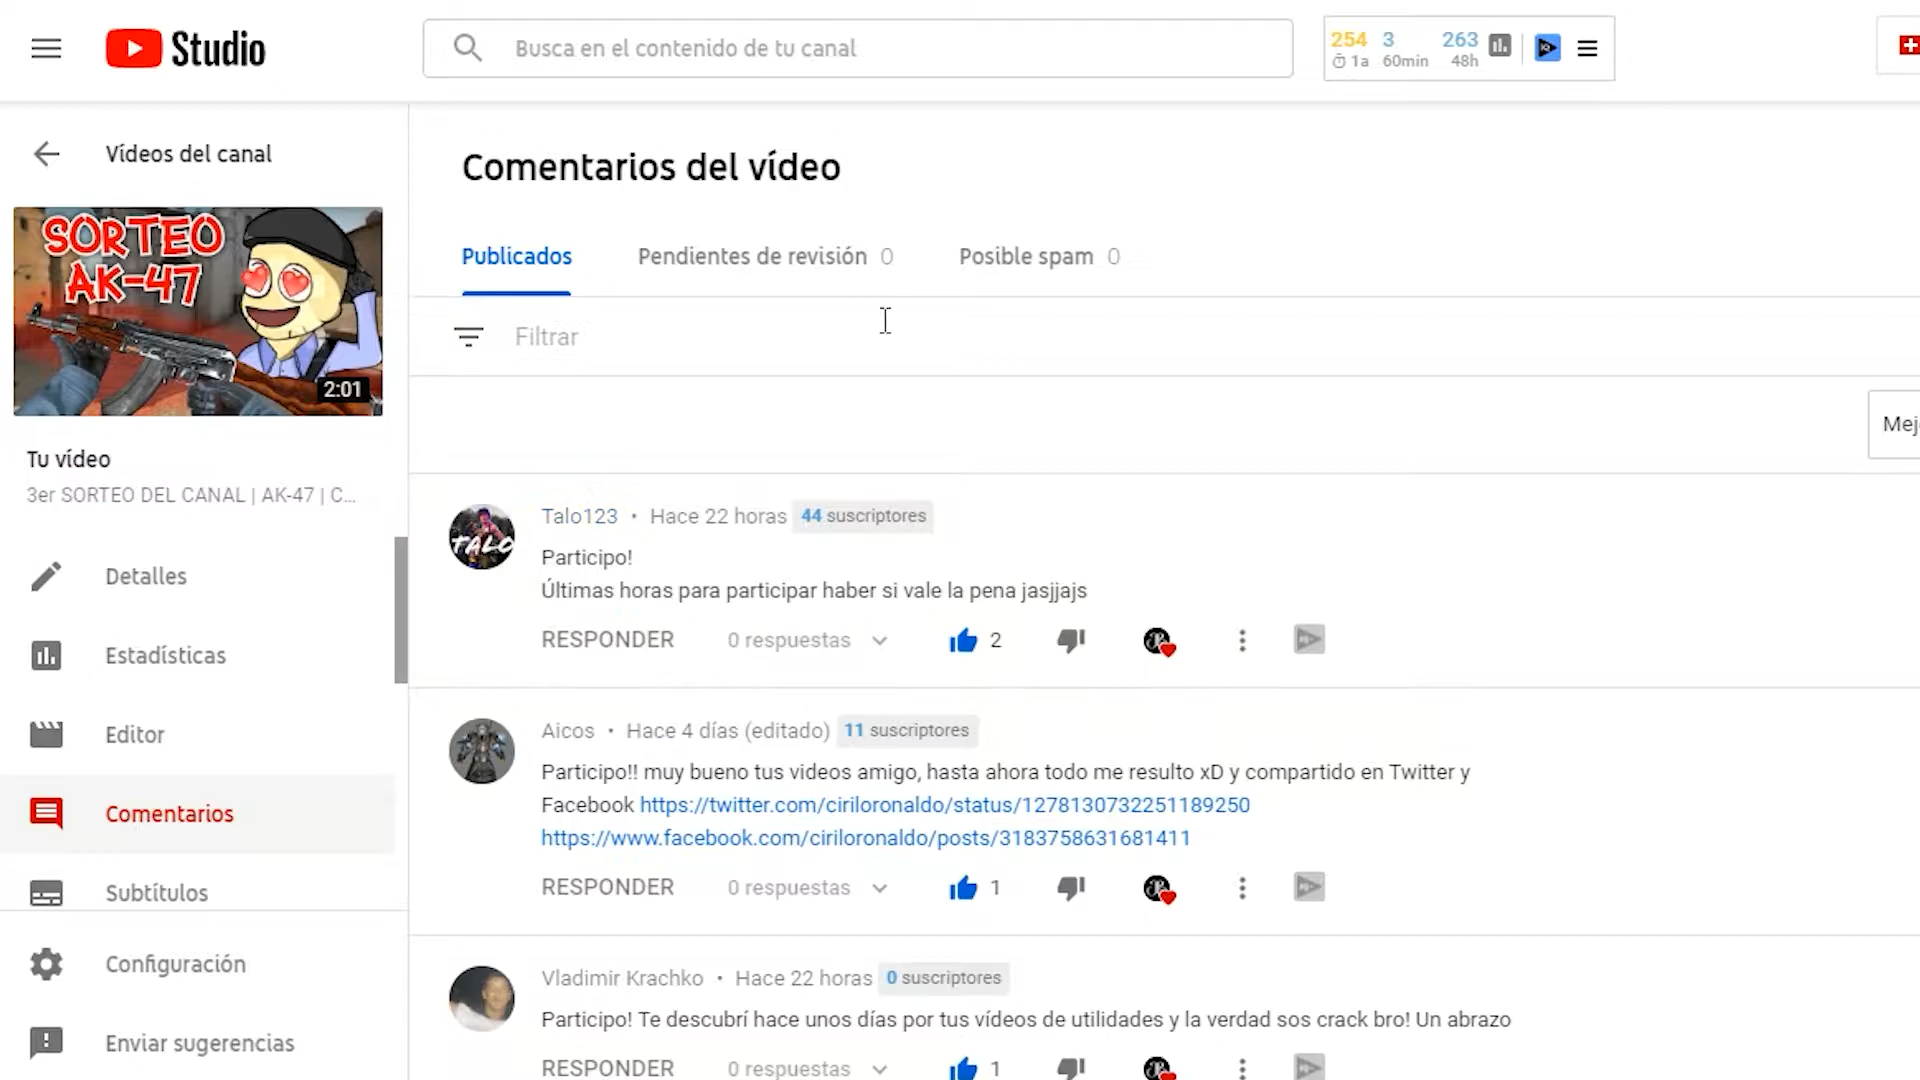 Studio
Busca en el contenido de tu canal
254 3 263
1a 60min 48h
Vídeos del canal
SORTEO
AK-47
2:01
Tu vídeo
3er SORTEO DEL CANAL | AK-47 | C...
Detalles
Estadísticas
Editor
Comentarios
Subtítulos
Configuración
Enviar sugerencias
Comentarios del vídeo
Publicados
Pendientes de revisión 0
Posible spam 0
Filtrar
TALO
Talo123 • Hace 22 horas 44 suscriptores
Participo!
Últimas horas para participar haber si vale la pena jasjjajs
RESPONDER 0 respuestas 2
Aicos • Hace 4 días (editado) 11 suscriptores
Participo!! muy bueno tus videos amigo, hasta ahora todo me resulto xD y compartido en Twitter y
Facebook https://twitter.com/ciriloronaldo/status/1278130732251189250
https://www.facebook.com/ciriloronaldo/posts/3183758631681411
RESPONDER 0 respuestas 1
Vladimir Krachko • Hace 22 horas 0 suscriptores
Participo! Te descubrí hace unos días por tus vídeos de utilidades y la verdad sos crack bro! Un abrazo
RESPONDER 0 respuestas 1